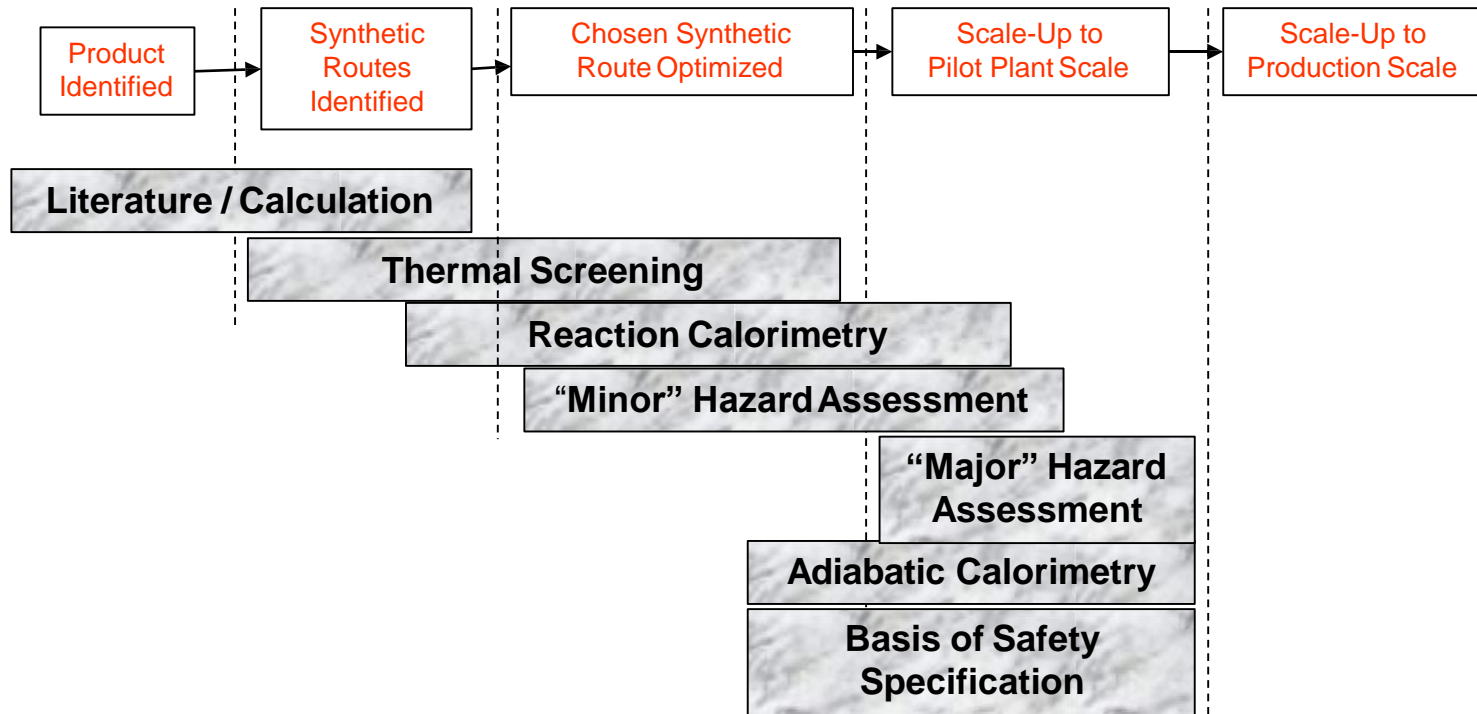 Product
Identified
Synthetic
Routes
Identified
Chosen Synthetic
Route Optimized
Scale-Up to
Pilot Plant Scale
Scale-Up to
Production Scale
Literature / Calculation
Thermal Screening
Reaction Calorimetry
“Minor” Hazard Assessment
“Major” Hazard
Assessment
Adiabatic Calorimetry
Basis of Safety
Specification